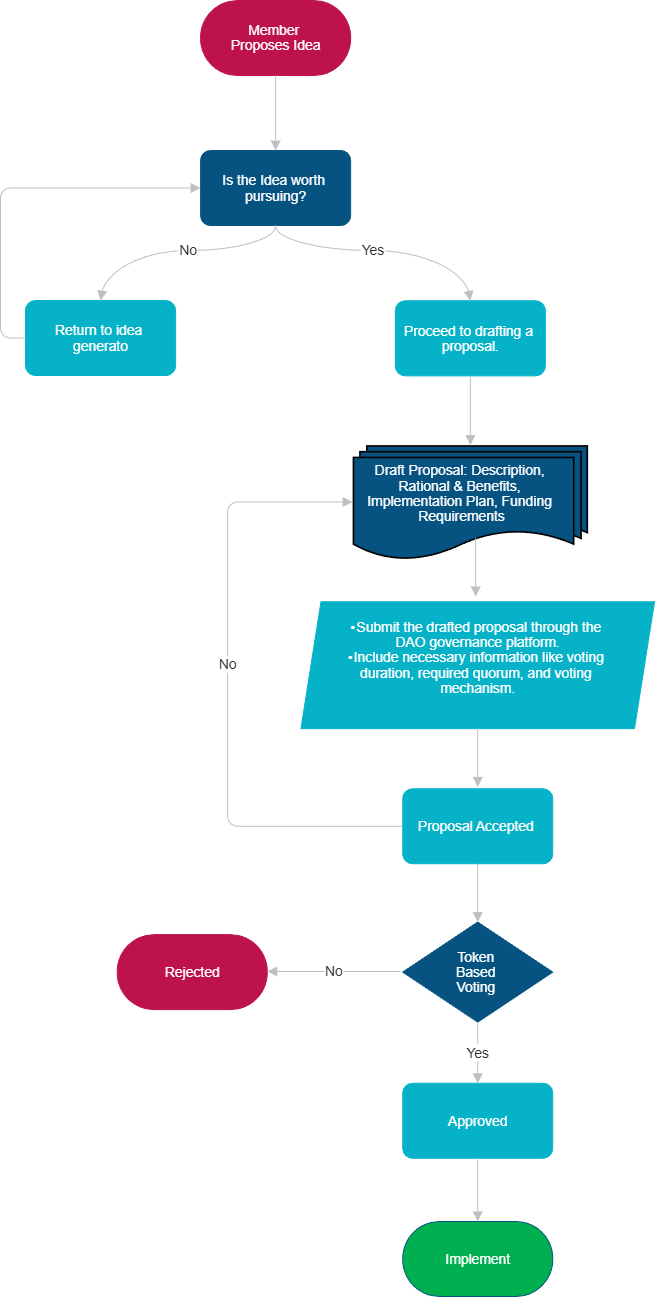 Member
Proposes Idea
Is the Idea worth
pursuing?
No
Yes
Return to idea
generato
Proceed to drafting a
proposal.
Draft Proposal: Description,
Rational & Benefits,
Implementation Plan, Funding
Requirements
•Submit the drafted proposal through the
DAO governance platform.
•Include necessary information like voting
duration, required quorum, and voting
mechanism.
No
Proposal Accepted
Token
Based
Voting
No
Rejected
Yes
Approved
Implement